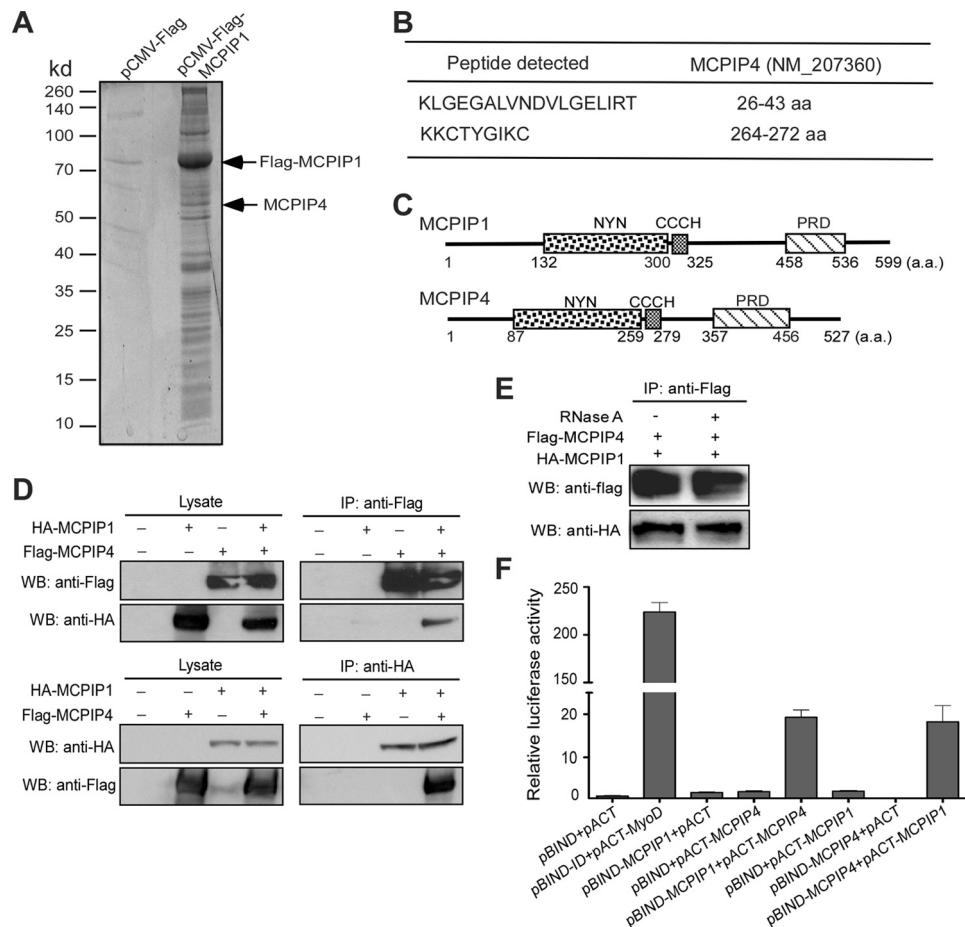 A
pCMV-Flag
pCMV-Flag-
MCPIP1
kd
260
140
100
70
50
40
35
25
15
10
Flag-MCPIP1
MCPIP4
B
Peptide detected MCPIP4 (NM_207360)
KLGEGALVNDVLGELIRT 26-43 aa
KKCTYGIKC 264-272 aa
C
MCPIP1 NYN CCCH PRD
1 132 300 325 458 536 599 (a.a.)
MCPIP4 NYN CCCH PRD
1 87 259 279 357 456 527 (a.a.)
D
Lysate IP: anti-Flag
HA-MCPIP1 – + – + – + – +
Flag-MCPIP4 – – + + – – + +
WB: anti-Flag
WB: anti-HA
Lysate IP: anti-HA
HA-MCPIP1 – – + + – – + +
Flag-MCPIP4 – + – + – + – +
WB: anti-HA
WB: anti-Flag
E
IP: anti-Flag
RNase A - +
Flag-MCPIP4 + +
HA-MCPIP1 + +
WB: anti-flag
WB: anti-HA
F
Relative luciferase activity
250
200
150
20
10
0
pBIND+pACT
pBIND-ID+pACT-MyoD
pBIND-MCPIP1+pACT
pBIND+pACT-MCPIP4
pBIND-MCPIP1+pACT-MCPIP4
pBIND+pACT-MCPIP1
pBIND-MCPIP4+pACT
pBIND-MCPIP4+pACT-MCPIP1